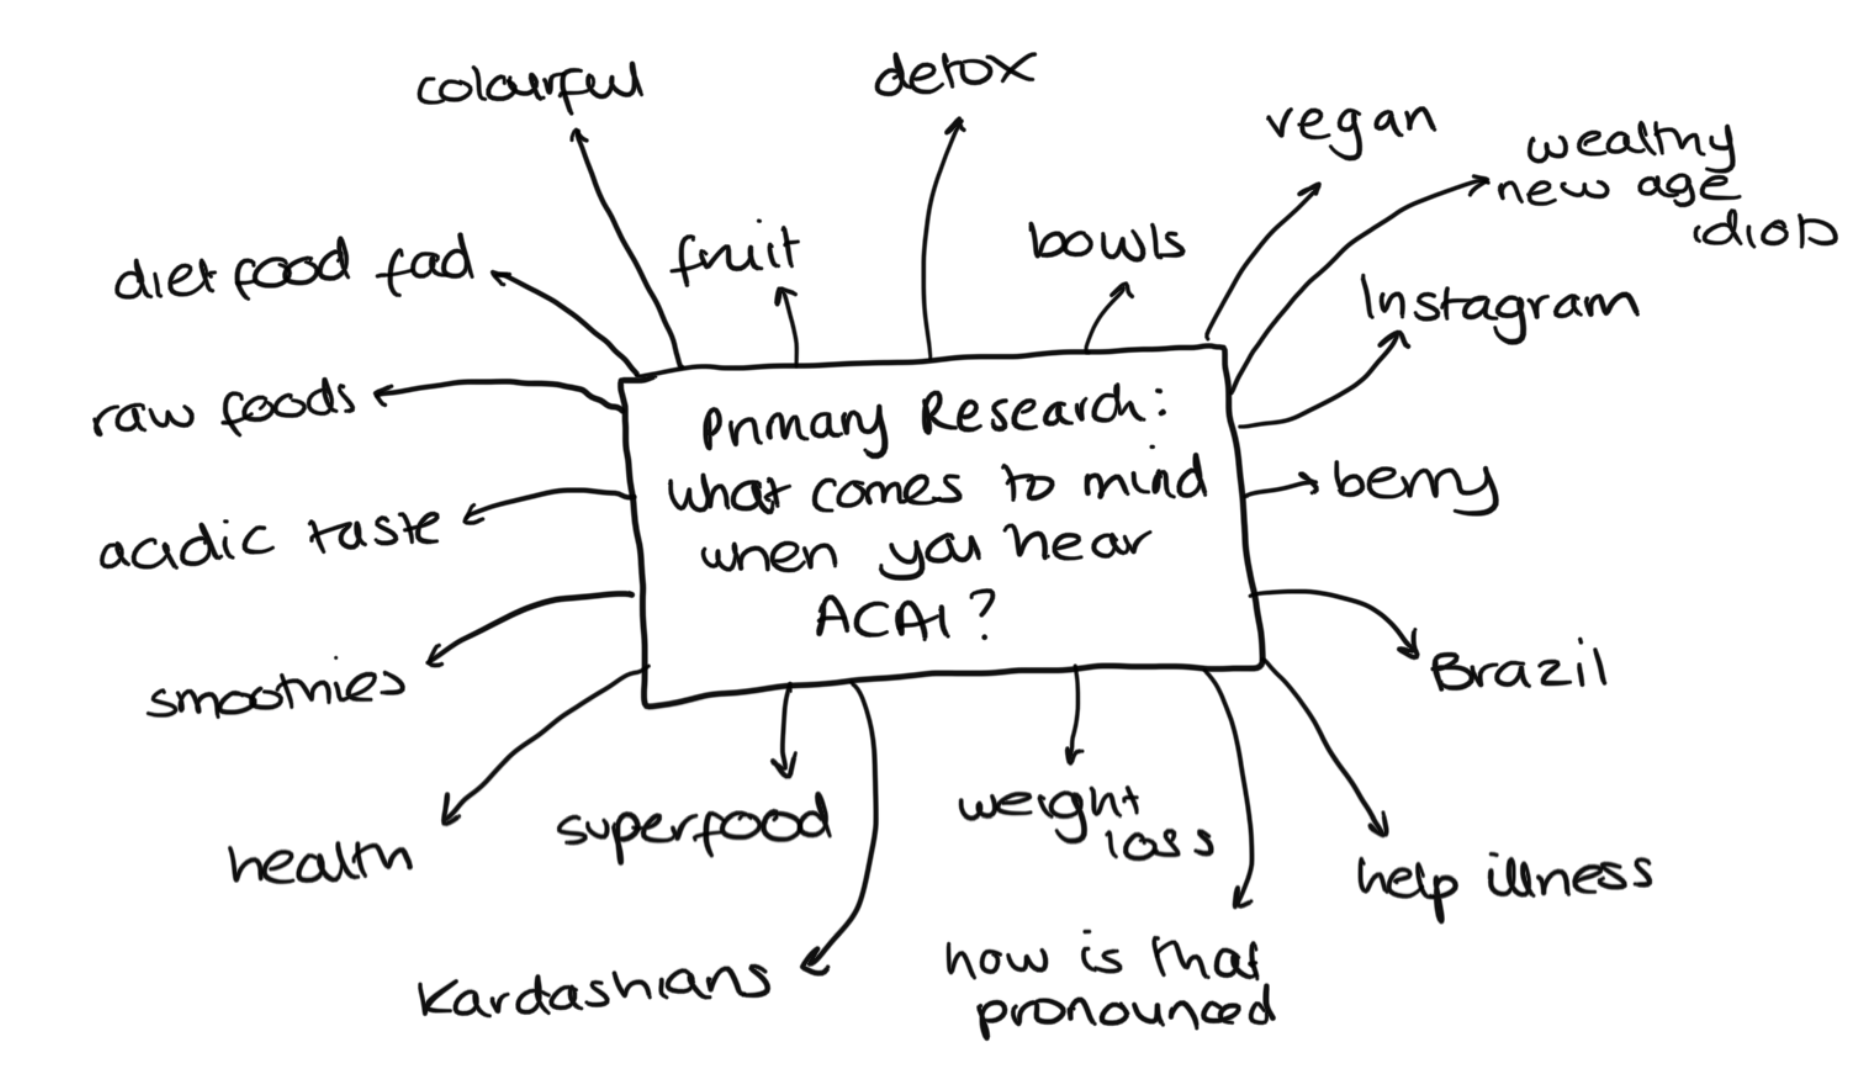 colourful
detox
vegan
wealthy
new age
idiots
fruit
bowls
diet food fad
Instagram
raw foods
Primary Research:
what comes to mind
when you hear
ACAI?
berry
acidic taste
smoothies
Brazil
health
superfood
weight
loss
help illness
Kardashians
how is that
pronounced